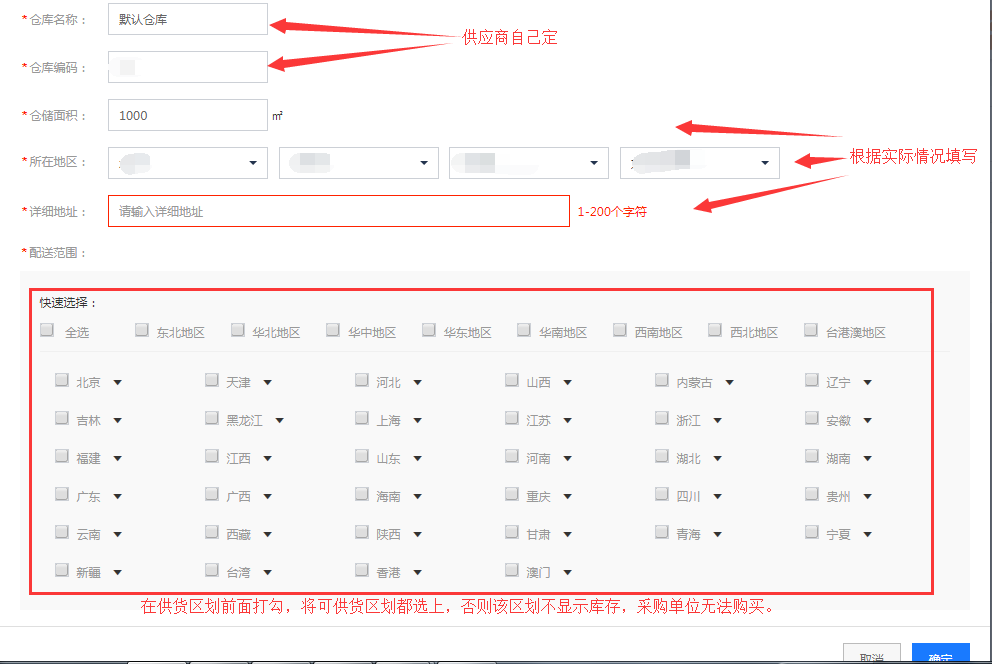 *仓库名称：
默认仓库
供应商自己定
*仓库编码：
*仓储面积：
1000
㎡
*所在地区：
根据实际情况填写
*详细地址：
请输入详细地址
1-200个字符
*配送范围：
快速选择：
全选 东北地区 华北地区 华中地区 华东地区 华南地区 西南地区 西北地区 台港澳地区
北京 天津 河北 山西 内蒙古 辽宁
吉林 黑龙江 上海 江苏 浙江 安徽
福建 江西 山东 河南 湖北 湖南
广东 广西 海南 重庆 四川 贵州
云南 西藏 陕西 甘肃 青海 宁夏
新疆 台湾 香港 澳门
在供货区划前面打勾，将可供货区划都选上，否则该区划不显示库存，采购单位无法购买。
取消 确定